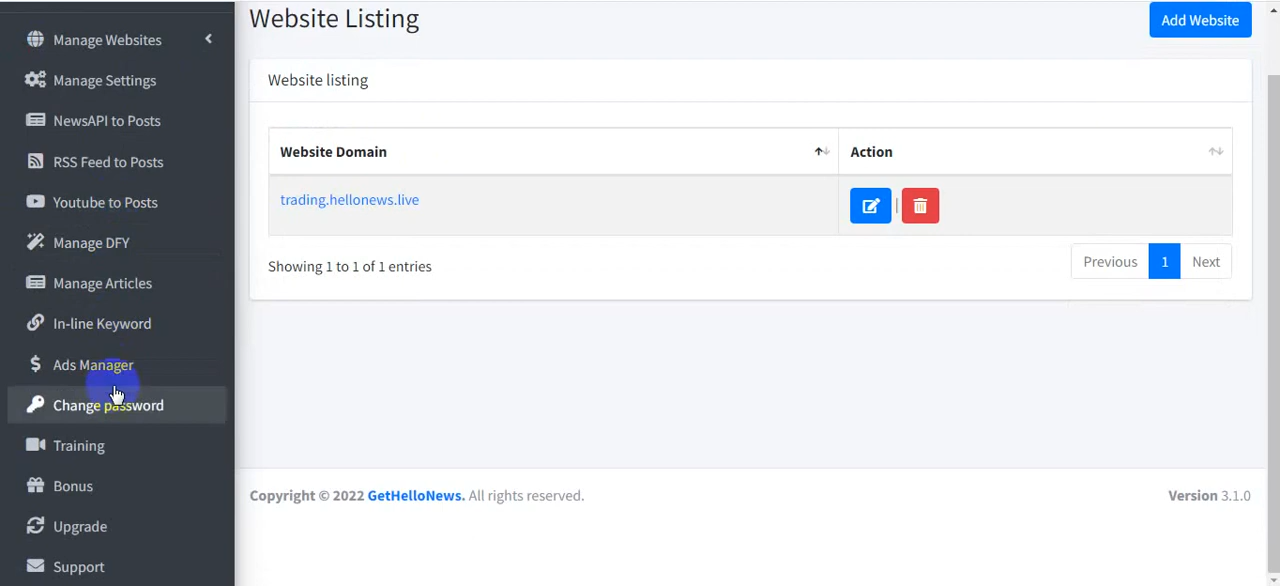 Manage Websites
Manage Settings
NewsAPI to Posts
RSS Feed to Posts
Youtube to Posts
Manage DFY
Manage Articles
In-line Keyword
Ads Manager
Change password
Training
Bonus
Upgrade
Support
Website Listing
Add Website
Website listing
Website Domain Action
trading.hellonews.live |
Showing 1 to 1 of 1 entries
Previous 1 Next
Copyright © 2022 GetHelloNews. All rights reserved.
Version 3.1.0